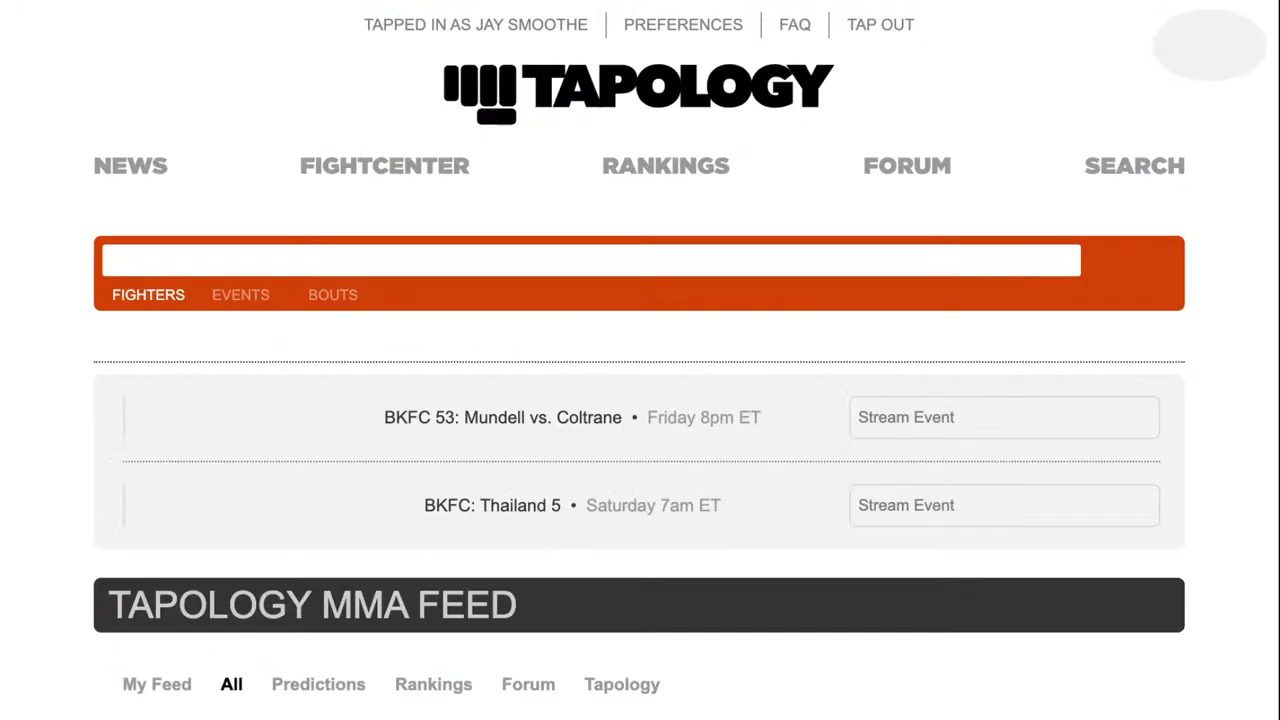 TAPPED IN AS JAY SMOOTHE PREFERENCES FAQ TAP OUT
TAPOLOGY
NEWS FIGHTCENTER RANKINGS FORUM SEARCH
FIGHTERS EVENTS BOUTS
BKFC 53: Mundell vs. Coltrane • Friday 8pm ET Stream Event
BKFC: Thailand 5 • Saturday 7am ET Stream Event
TAPOLOGY MMA FEED
My Feed All Predictions Rankings Forum Tapology